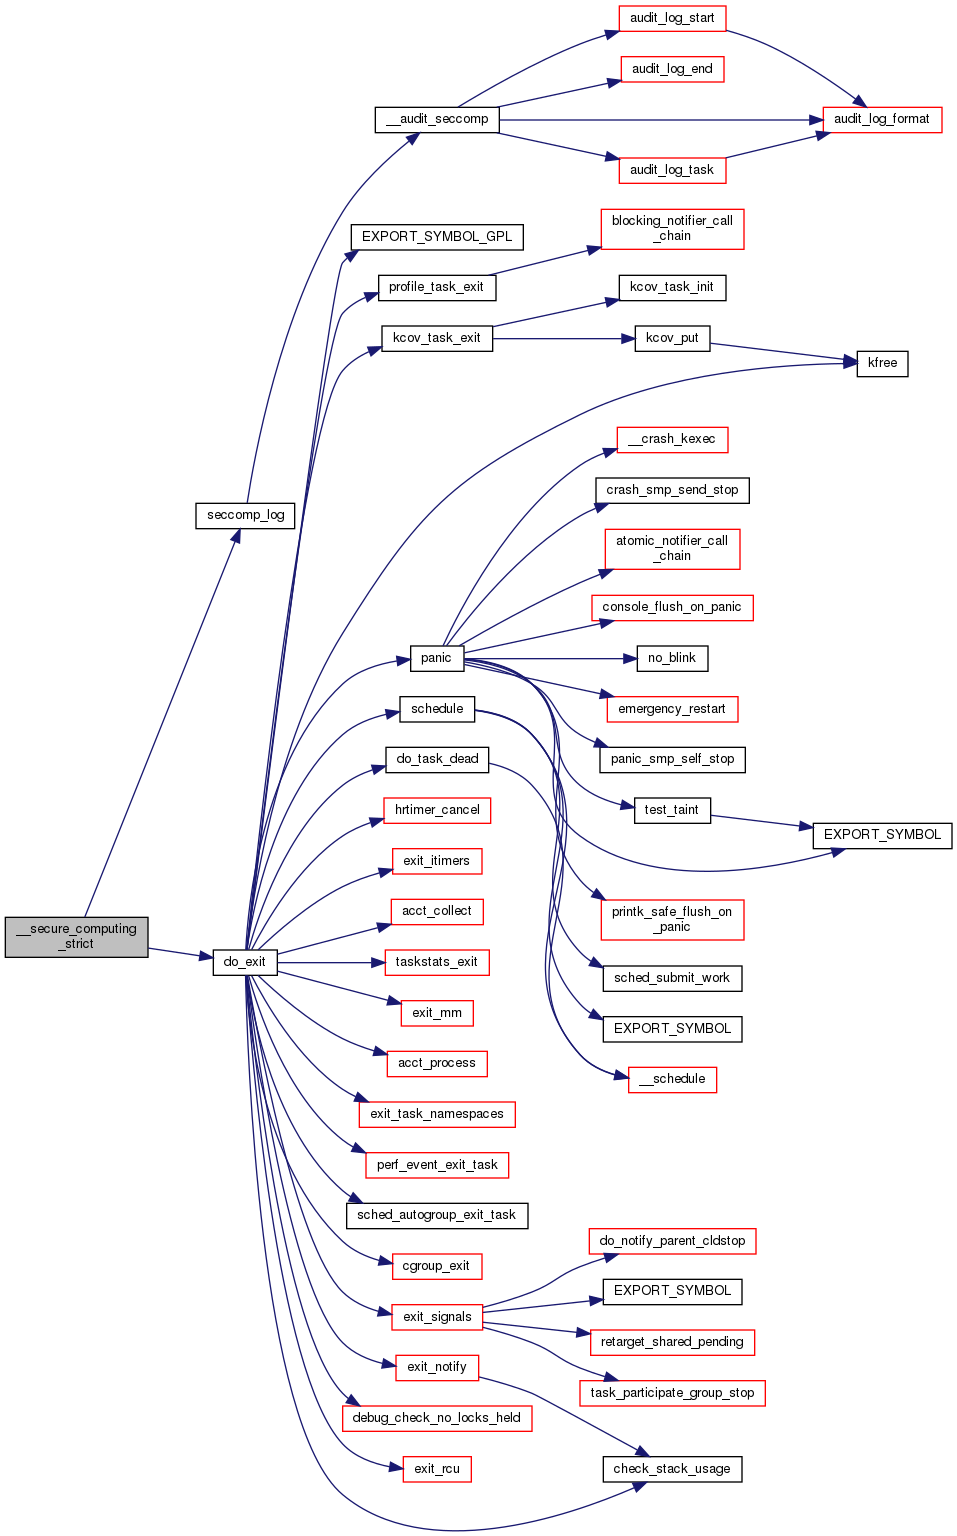 audit_log_start
audit_log_end
__audit_seccomp
audit_log_format
audit_log_task
blocking_notifier_call
_chain
EXPORT_SYMBOL_GPL
profile_task_exit
kcov_task_init
kcov_task_exit
kcov_put
kfree
__crash_kexec
crash_smp_send_stop
seccomp_log
atomic_notifier_call
_chain
console_flush_on_panic
panic
no_blink
schedule
emergency_restart
do_task_dead
panic_smp_self_stop
hrtimer_cancel
test_taint
EXPORT_SYMBOL
exit_itimers
acct_collect
printk_safe_flush_on
_panic
__secure_computing
_strict
do_exit
taskstats_exit
sched_submit_work
exit_mm
EXPORT_SYMBOL
acct_process
__schedule
exit_task_namespaces
perf_event_exit_task
sched_autogroup_exit_task
do_notify_parent_cldstop
cgroup_exit
EXPORT_SYMBOL
exit_signals
retarget_shared_pending
exit_notify
task_participate_group_stop
debug_check_no_locks_held
exit_rcu
check_stack_usage